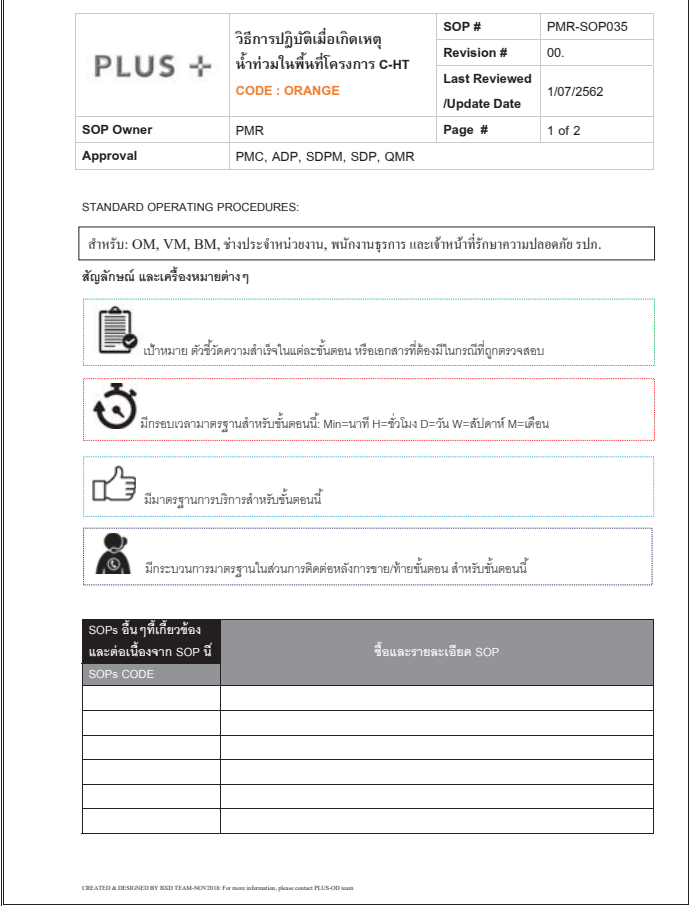 PLUS +
วิธีการปฏิบัติเมื่อเกิดเหตุ
น้ำท่วมในพื้นที่โครงการ C-HT
CODE : ORANGE
SOP # PMR-SOP035
Revision # 00.
Last Reviewed
/Update Date 1/07/2562
SOP Owner PMR Page # 1 of 2
Approval PMC, ADP, SDPM, SDP, QMR
STANDARD OPERATING PROCEDURES:
สำหรับ: OM, VM, BM, ช่างประจำหน่วยงาน, พนักงานธุรการ และเจ้าหน้าที่รักษาความปลอดภัย รปภ.
สัญลักษณ์ และเครื่องหมายต่างๆ
เป้าหมาย ตัวชี้วัดความสำเร็จในแต่ละขั้นตอน หรือเอกสารที่ต้องมีในกรณีที่ถูกตรวจสอบ
มีกรอบเวลามาตรฐานสำหรับขั้นตอนนี้: Min=นาที H=ชั่วโมง D=วัน W=สัปดาห์ M=เดือน
มีมาตรฐานการบริการสำหรับขั้นตอนนี้
มีกระบวนการมาตรฐานในส่วนการติดต่อหลังการขาย/ท้ายขั้นตอน สำหรับขั้นตอนนี้
SOPs อื่นๆที่เกี่ยวข้อง
และต่อเนื่องจาก SOP นี้
ชื่อและรายละเอียด SOP
SOPs CODE
CREATED & DESIGNED BY BXD TEAM-NOV2018: For more information, please contact PLUS-OD team